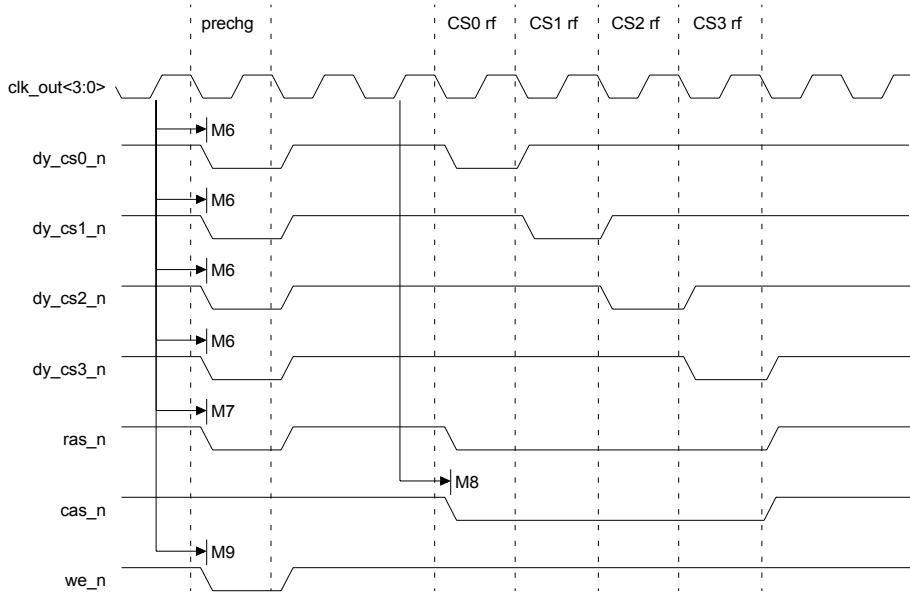 prechg CS0 rf CS1 rf CS2 rf CS3 rf
clk_out<3:0>
M6
dy_cs0_n
M6
dy_cs1_n
M6
dy_cs2_n
M6
dy_cs3_n
M7
ras_n
M8
cas_n
M9
we_n